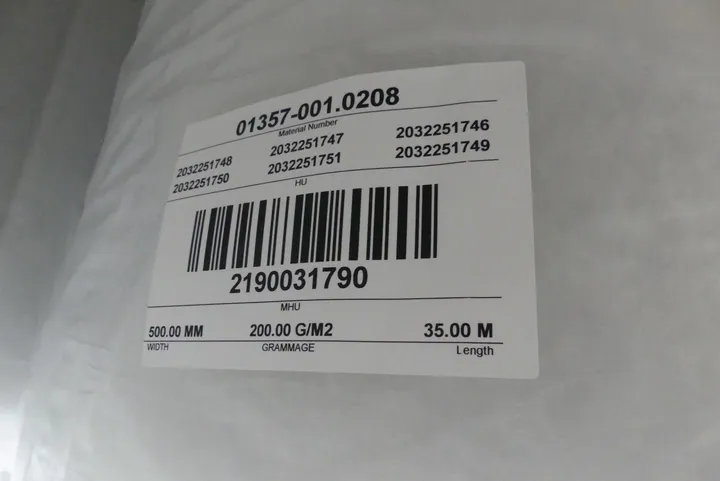 01357-001.0208
Material Number
2032251748 2032251747 2032251746
2032251750 2032251751 2032251749
HU
2190031790
MHU
500.00 MM 200.00 G/M2 35.00 M
WIDTH GRAMMAGE Length